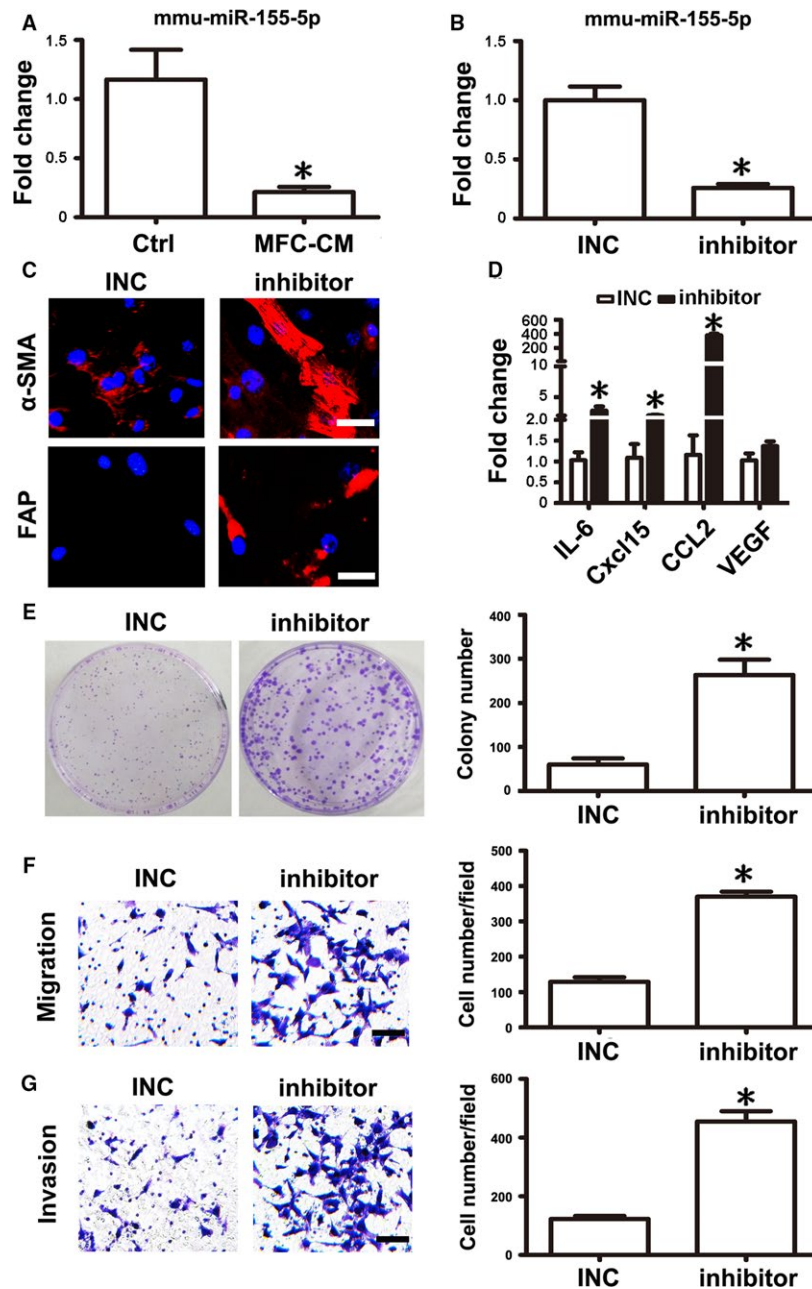 A
mmu-miR-155-5p
Fold change
1.5
1.0
0.5
0
*
Ctrl
MFC-CM
B
mmu-miR-155-5p
Fold change
1.5
1.0
0.5
0
*
INC
inhibitor
C
INC
inhibitor
α-SMA
FAP
D
INC
inhibitor
Fold change
600
400
200
10
5
2.0
1.5
1.0
0.5
0
*
*
*
IL-6
Cxcl15
CCL2
VEGF
E
INC
inhibitor
Colony number
400
300
200
100
0
*
INC
inhibitor
F
INC
inhibitor
Migration
Cell number/field
500
400
300
200
100
0
*
INC
inhibitor
G
INC
inhibitor
Invasion
Cell number/field
600
400
200
0
*
INC
inhibitor